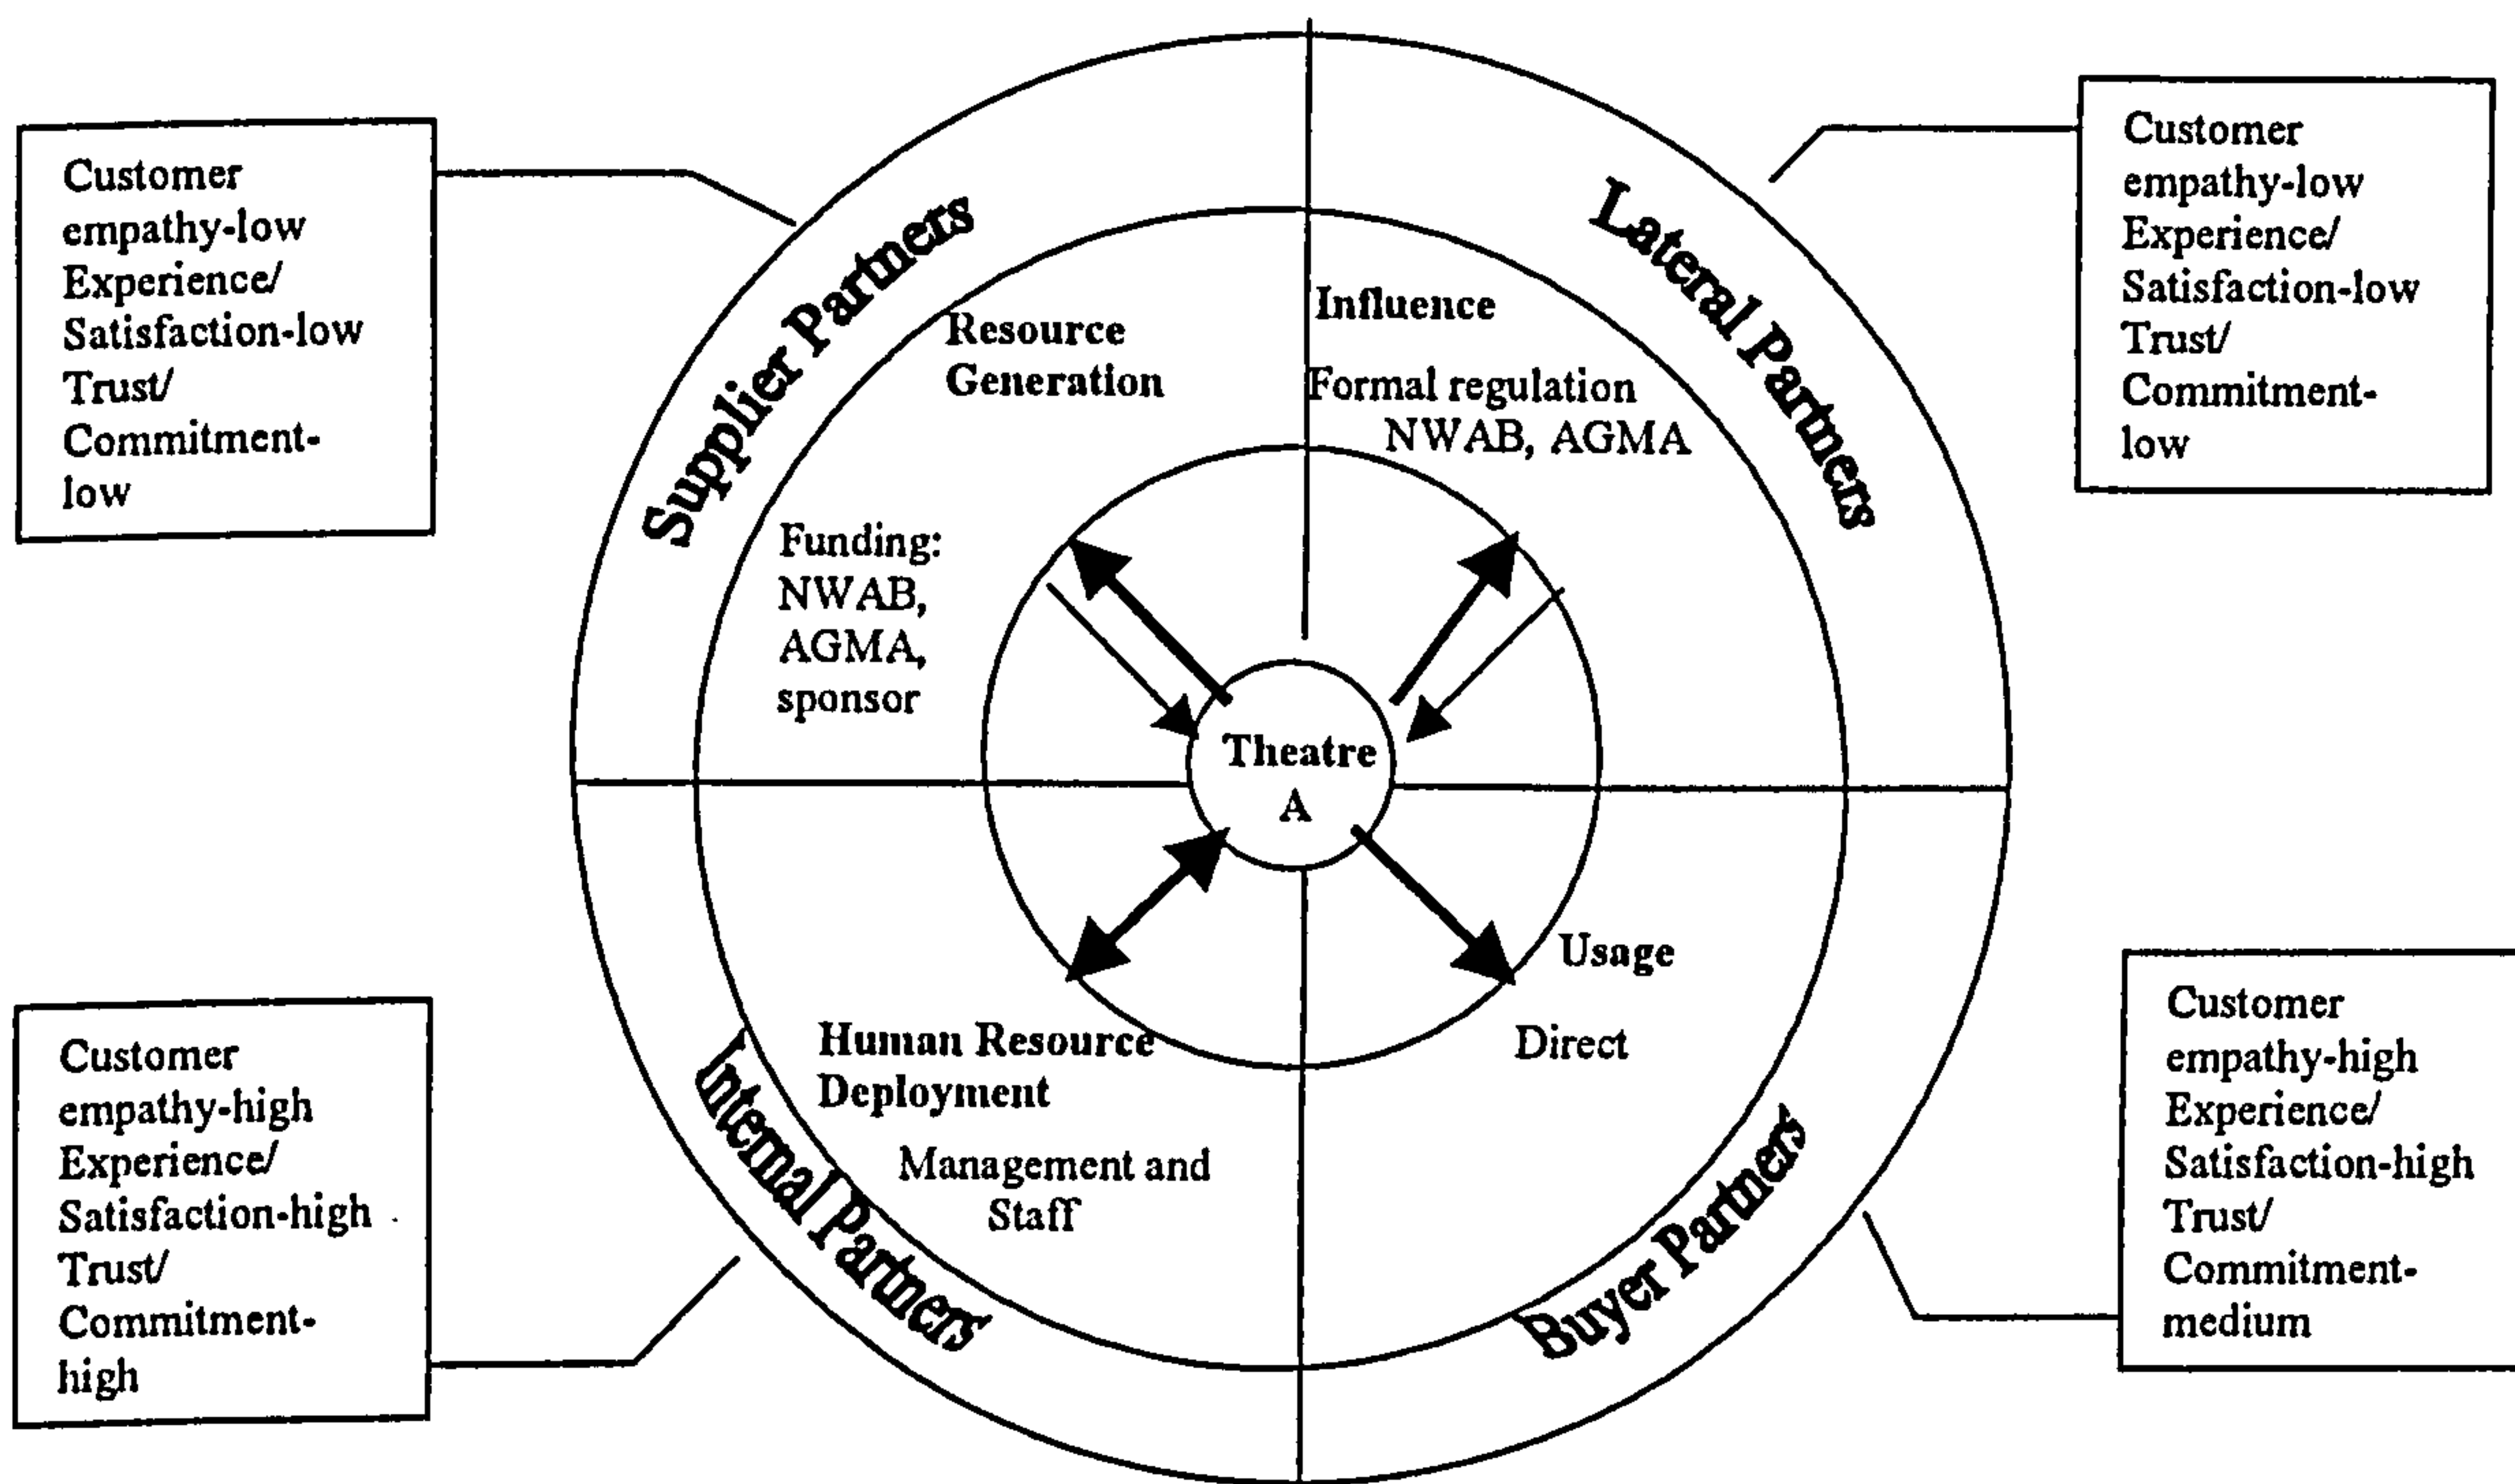 Customer
empathy-low
Experience/
Satisfaction-low
Trust/
Commitment-
low
Supplier Partners
Resource
Generation
Funding:
NWAB,
AGMA,
sponsor
Influence
Formal regulation
NWAB, AGMA
Lateral Partners
Customer
empathy-low
Experience/
Satisfaction-low
Trust/
Commitment-
low
Theatre
A
Customer
empathy-high
Experience/
Satisfaction-high
Trust/
Commitment-
high
Internal Partners
Human Resource
Deployment
Management and
Staff
Usage
Direct
Buyer Partners
Customer
empathy-high
Experience/
Satisfaction-high
Trust/
Commitment-
medium